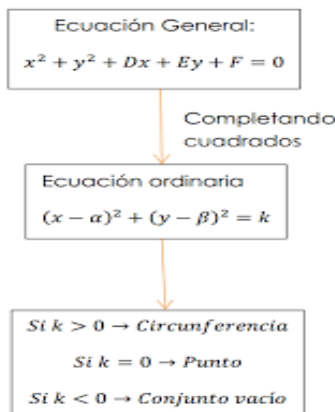 Ecuación General:
x² + y² + Dx + Ey + F = 0
Completando
cuadrados
Ecuación ordinaria
(x − α)² + (y − β)² = k
Si k > 0 → Circunferencia
Si k = 0 → Punto
Si k < 0 → Conjunto vacío